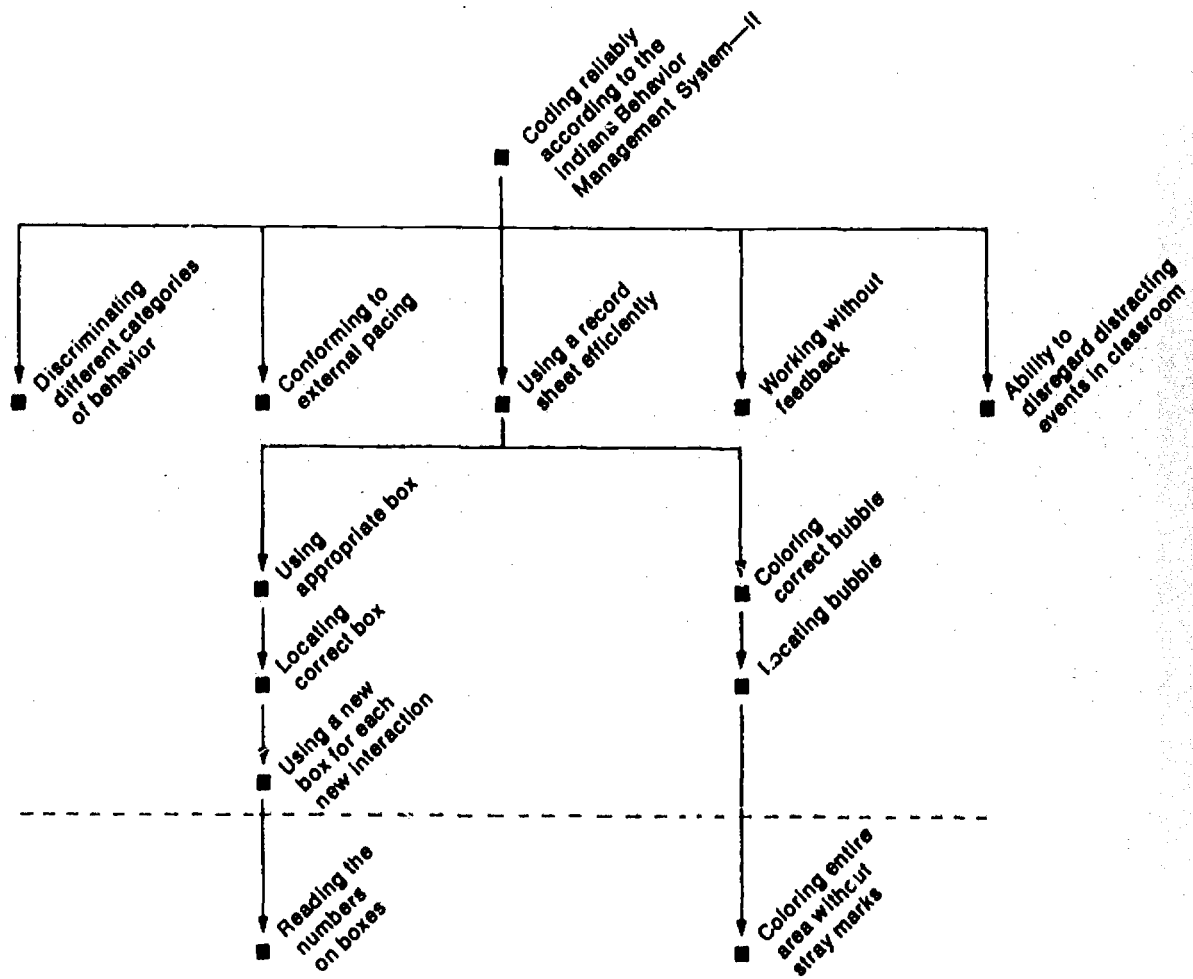 Coding reliably
according to the
Indians Behavior
Management System—II
Discriminating
different categories
of behavior
Conforming to
external pacing
Using a record
sheet efficiently
Working without
feedback
Ability to
disregard distracting
events in classroom
Using
appropriate box
Locating
correct box
Using a new
box for each
new interaction
Coloring
correct bubble
Locating bubble
Reading the
numbers
on boxes
Coloring entire
area without
stray marks